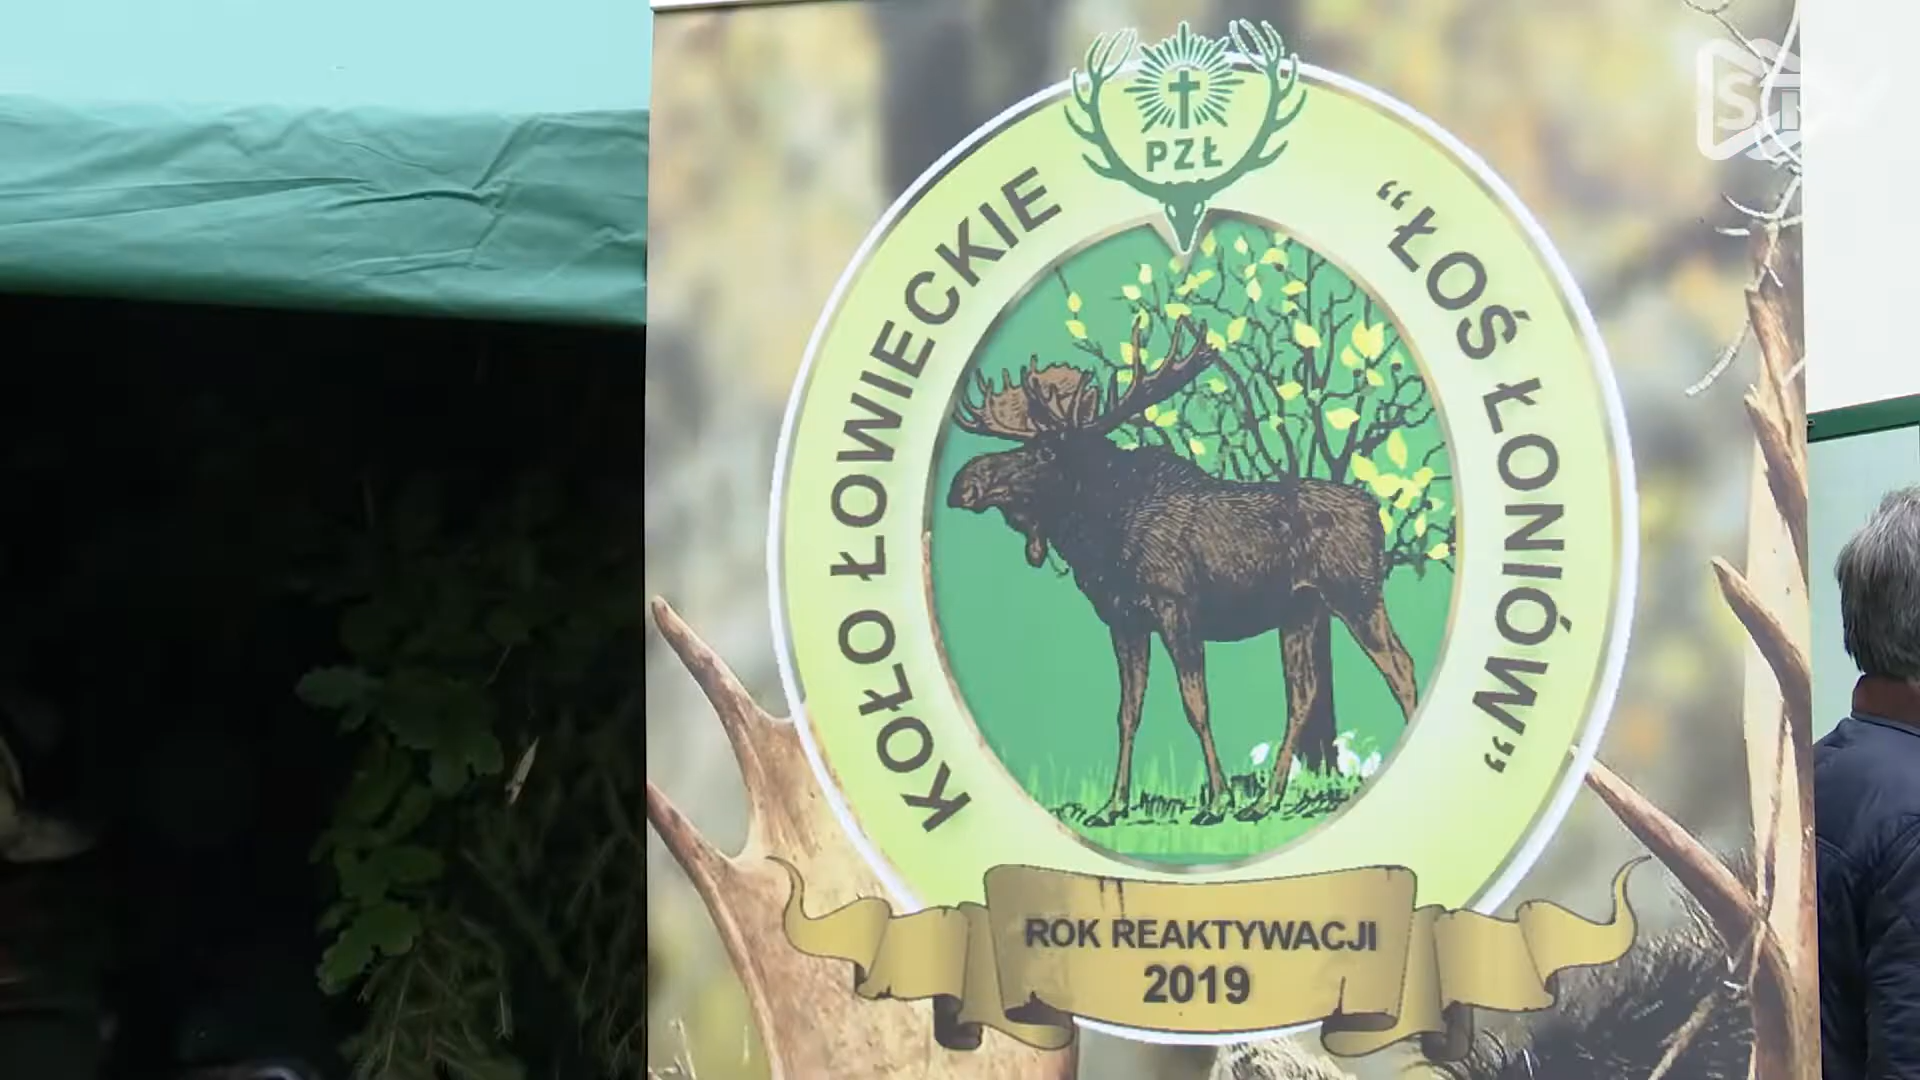 PZŁ
KOŁO ŁOWIECKIE
“ŁOŚ ŁONIÓW”
ROK REAKTYWACJI
2019